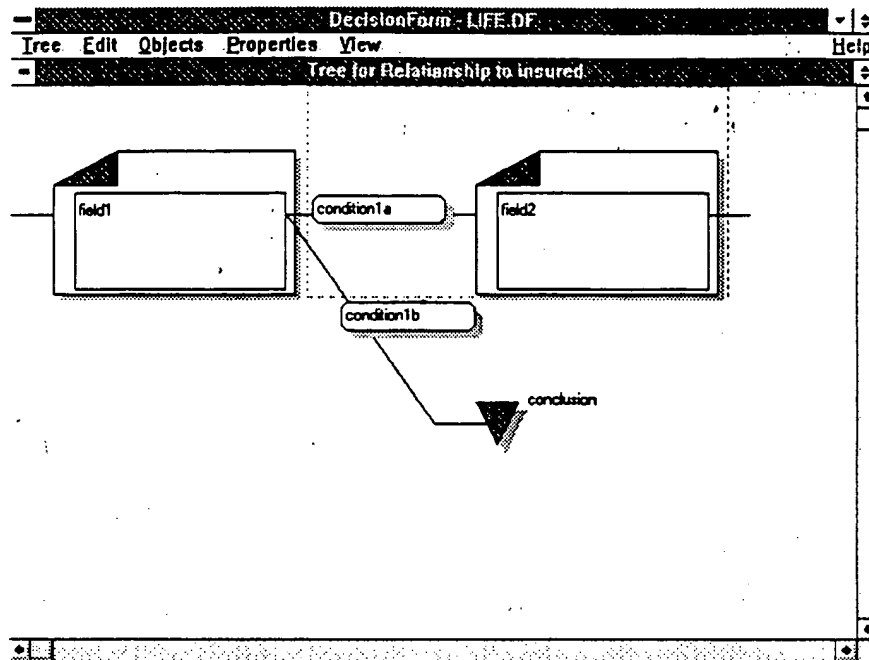 DecisionForm - LIFE.DF
Tree Edit Objects Properties View Help
Tree for Relationship to insured
field1
condition1a
field2
condition1b
conclusion